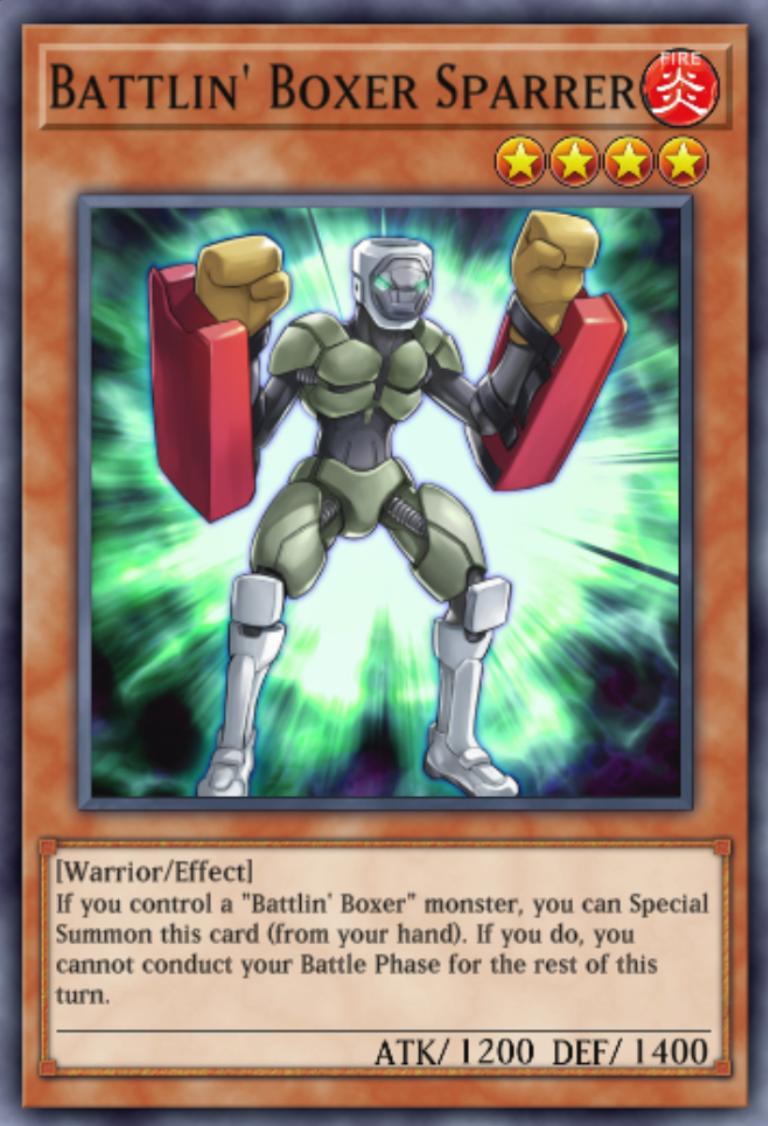 Battlin' Boxer Sparrer
FIRE
炎
[Warrior/Effect]
If you control a "Battlin' Boxer" monster, you can Special
Summon this card (from your hand). If you do, you
cannot conduct your Battle Phase for the rest of this
turn.
ATK/ 1200 DEF/ 1400